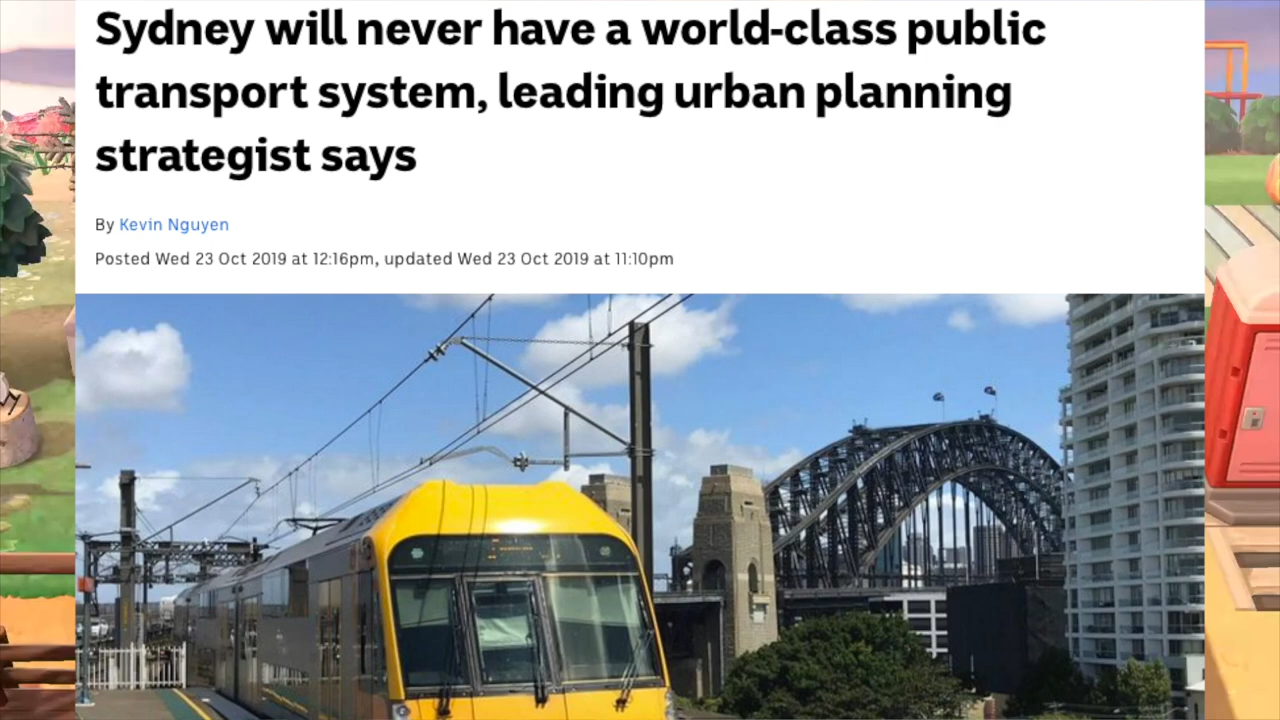 Sydney will never have a world-class public
transport system, leading urban planning
strategist says
By Kevin Nguyen
Posted Wed 23 Oct 2019 at 12:16pm, updated Wed 23 Oct 2019 at 11:10pm